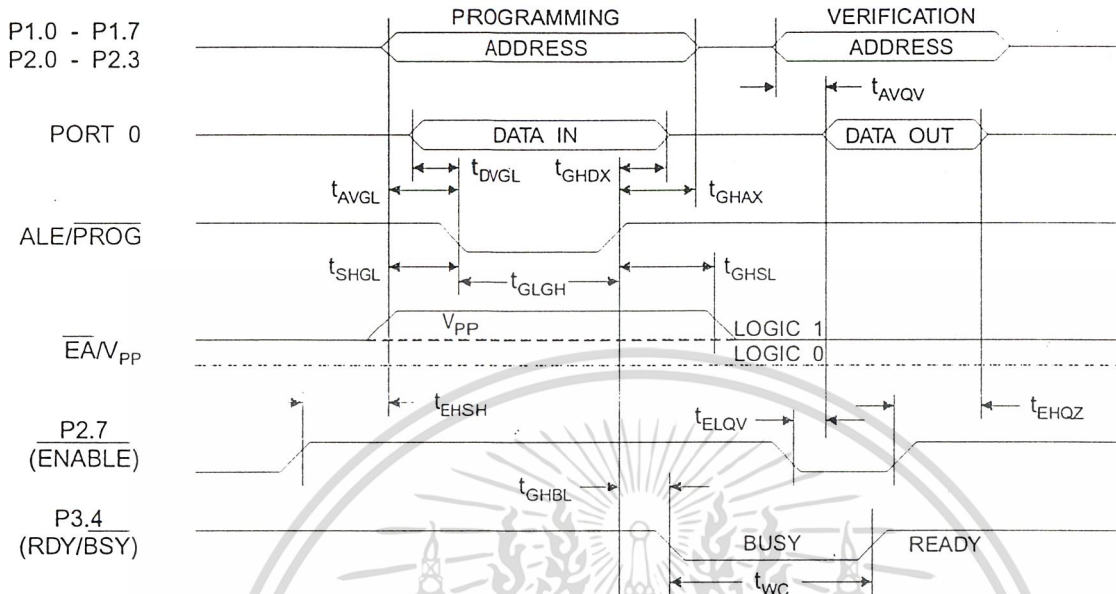 PROGRAMMING VERIFICATION
P1.0 - P1.7
P2.0 - P2.3
ADDRESS ADDRESS
tAVQV
PORT 0
DATA IN DATA OUT
tDVGL tGHDX
tAVGL tGHAX
ALE/PROG
tSHGL tGLGH tGHSL
VPP
LOGIC 1
EA/VPP
LOGIC 0
tEHSH tELQV tEHQZ
P2.7
(ENABLE)
tGHBL
P3.4
(RDY/BSY)
BUSY READY
tWC